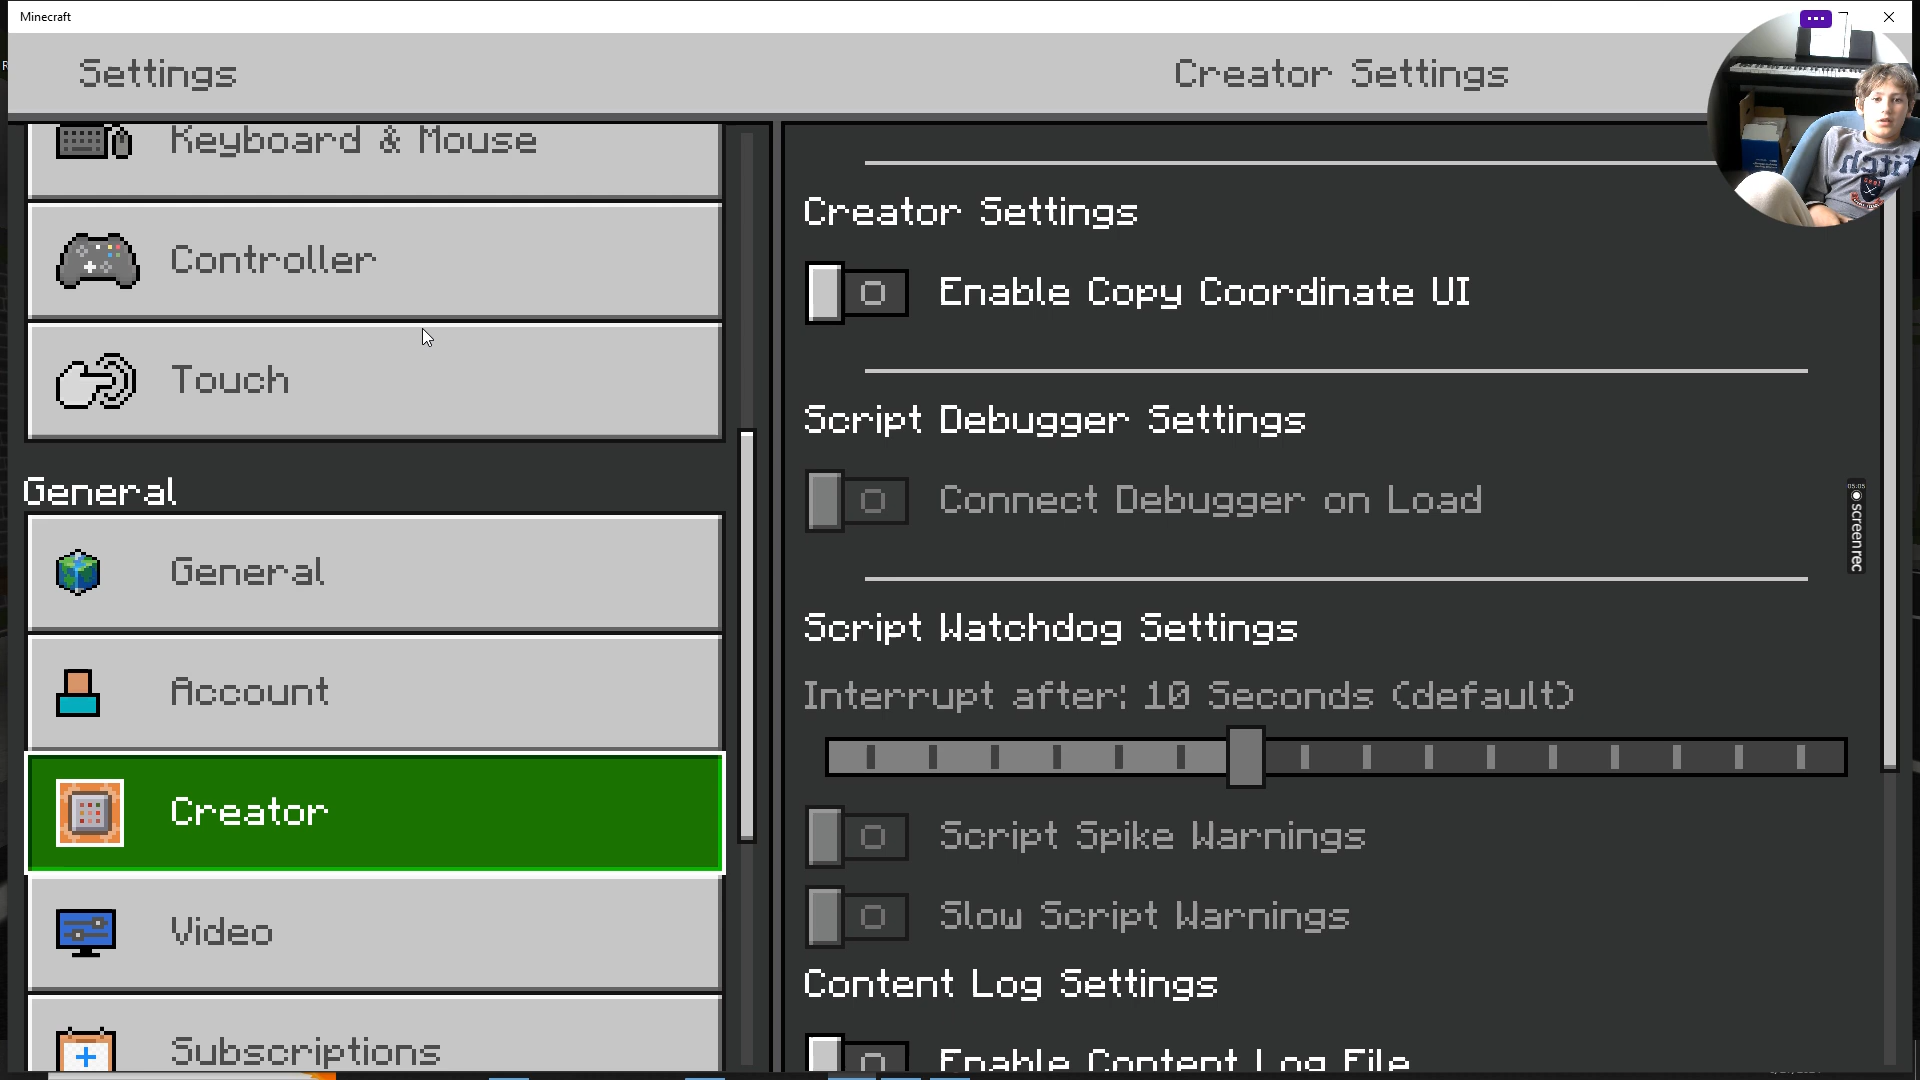 Minecraft
Settings
Creator Settings
Keyboard & Mouse
Controller
Touch
General
General
Account
Creator
Video
Subscriptions
Creator Settings
Enable Copy Coordinate UI
Script Debugger Settings
Connect Debugger on Load
Script Watchdog Settings
Interrupt after: 10 Seconds (default)
Script Spike Warnings
Slow Script Warnings
Content Log Settings
Enable Content Log File
05:05
screenrec